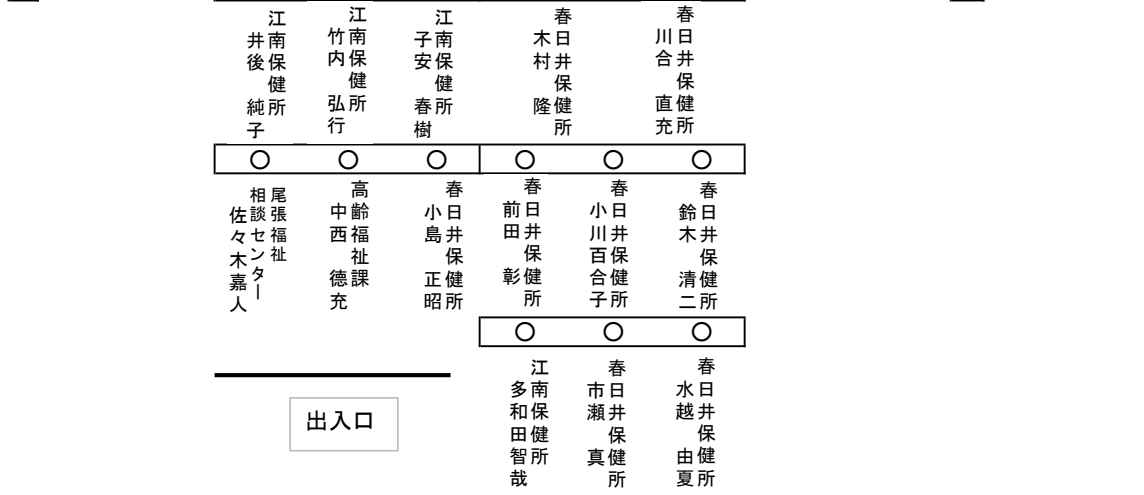 江南保健所
井後 純子
江南保健所
竹内 弘行
江南保健所
子安 春樹
春日井保健所
木村 隆
春日井保健所
川合 直充
○ ○ ○ ○ ○ ○
尾張福祉
相談センター
佐々木嘉人
高齢福祉課
中西 德充
春日井保健所
小島 正昭
春日井保健所
前田 彰
春日井保健所
小川百合子
春日井保健所
鈴木 清二
○ ○ ○
江南保健所
多和田智哉
春日井保健所
市瀬 真
春日井保健所
水越 由夏
出入口